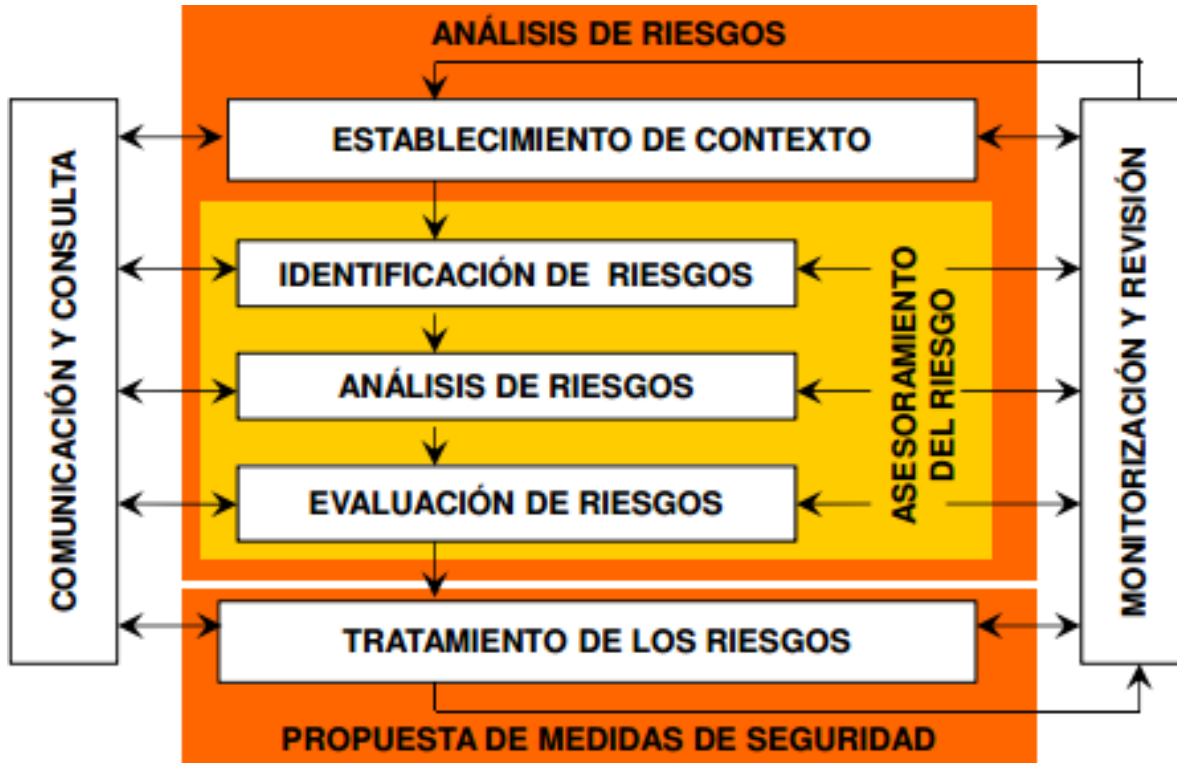 ANÁLISIS DE RIESGOS
ESTABLECIMIENTO DE CONTEXTO
COMUNICACIÓN Y CONSULTA
IDENTIFICACIÓN DE RIESGOS
ANÁLISIS DE RIESGOS
EVALUACIÓN DE RIESGOS
ASESORAMIENTO
DEL RIESGO
MONITORIZACIÓN Y REVISIÓN
TRATAMIENTO DE LOS RIESGOS
PROPUESTA DE MEDIDAS DE SEGURIDAD